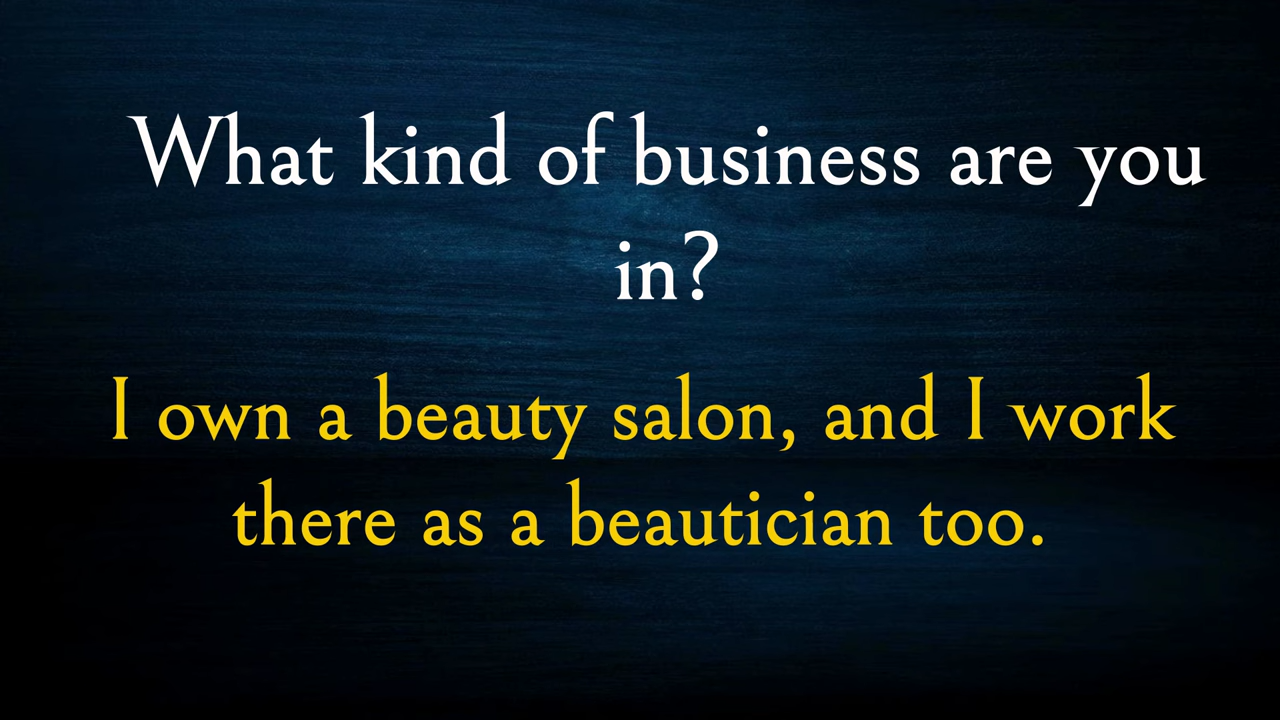 What kind of business are you
in?
I own a beauty salon, and I work
there as a beautician too.